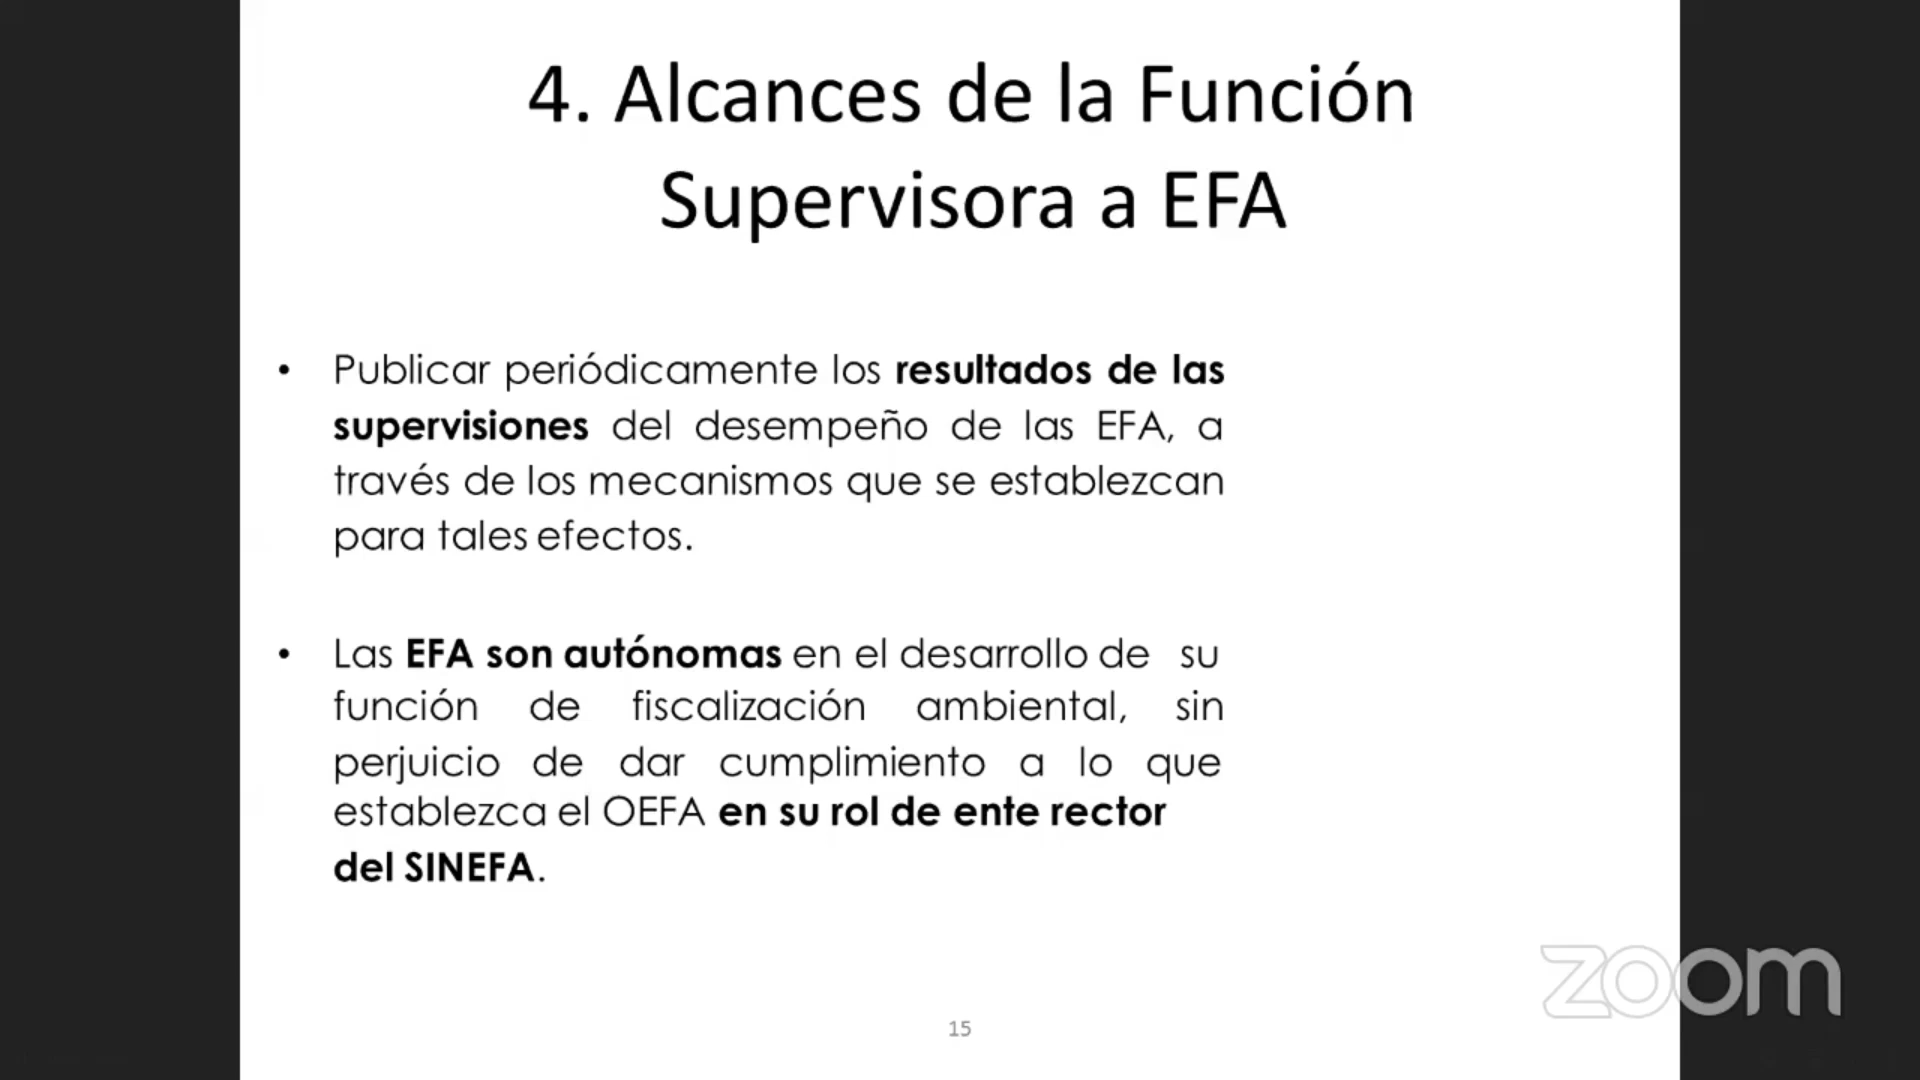 4. Alcances de la Función
Supervisora a EFA
• Publicar periódicamente los resultados de las
supervisiones del desempeño de las EFA, a
través de los mecanismos que se establezcan
para tales efectos.
• Las EFA son autónomas en el desarrollo de su
función de fiscalización ambiental, sin
perjuicio de dar cumplimiento a lo que
establezca el OEFA en su rol de ente rector
del SINEFA.
zoom
15